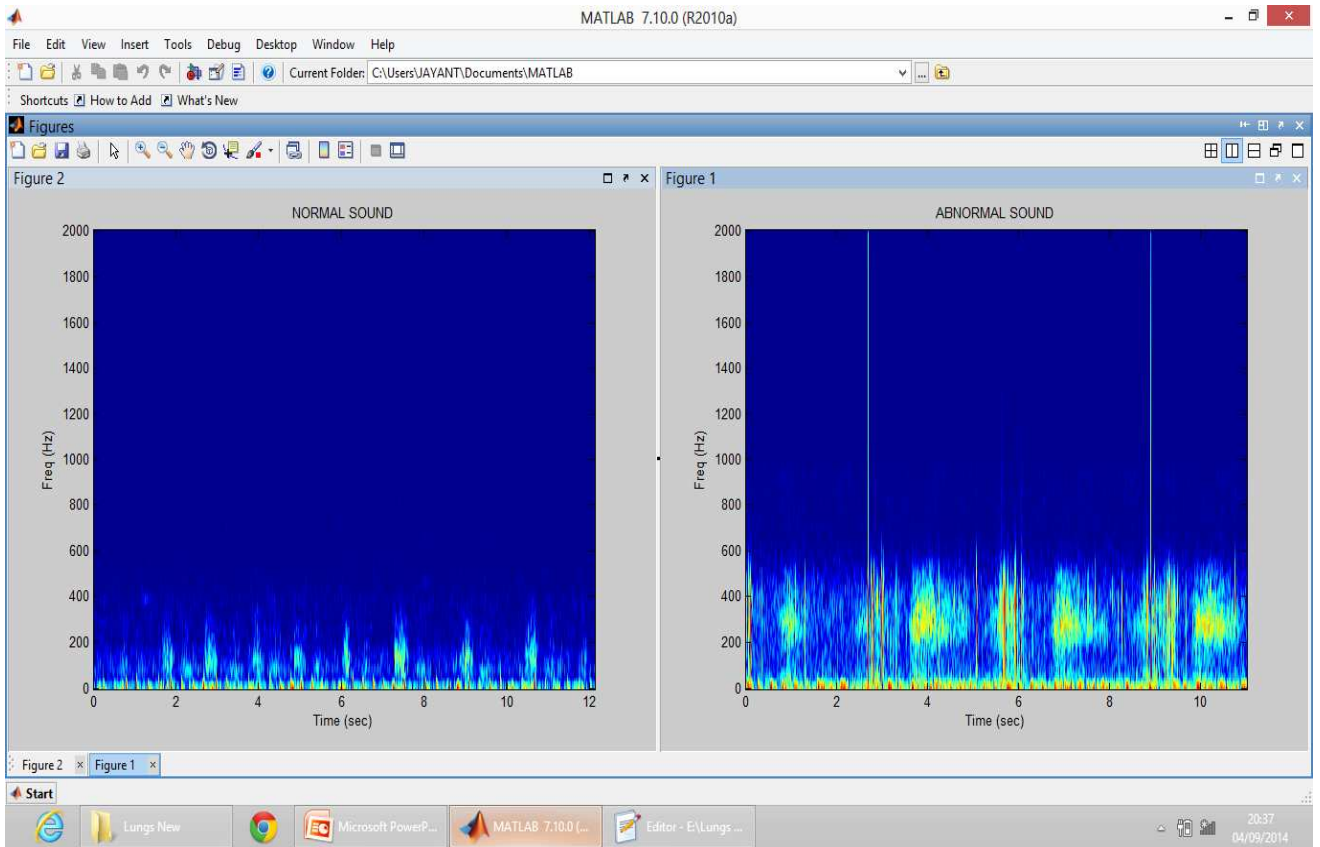 MATLAB 7.10.0 (R2010a)
File Edit View Insert Tools Debug Desktop Window Help
Current Folder: C:\Users\JAYANT\Documents\MATLAB
Shortcuts How to Add What's New
Figures
Figure 2
NORMAL SOUND
2000
1800
1600
1400
1200
1000
800
600
400
200
0
Freq (Hz)
0 2 4 6 8 10 12
Time (sec)
Figure 1
ABNORMAL SOUND
2000
1800
1600
1400
1200
1000
800
600
400
200
0
Freq (Hz)
0 2 4 6 8 10
Time (sec)
Figure 2 Figure 1
Start
Lungs New
Microsoft PowerP...
MATLAB 7.10.0 (...
Editor - E:\Lungs ...
20:37
04/09/2014